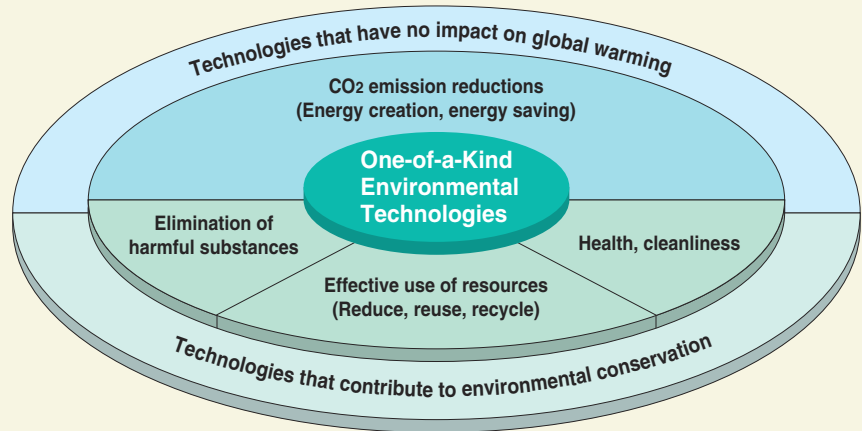 Technologies that have no impact on global warming
CO2 emission reductions
(Energy creation, energy saving)
One-of-a-Kind
Environmental
Technologies
Elimination of
harmful substances
Health, cleanliness
Effective use of resources
(Reduce, reuse, recycle)
Technologies that contribute to environmental conservation